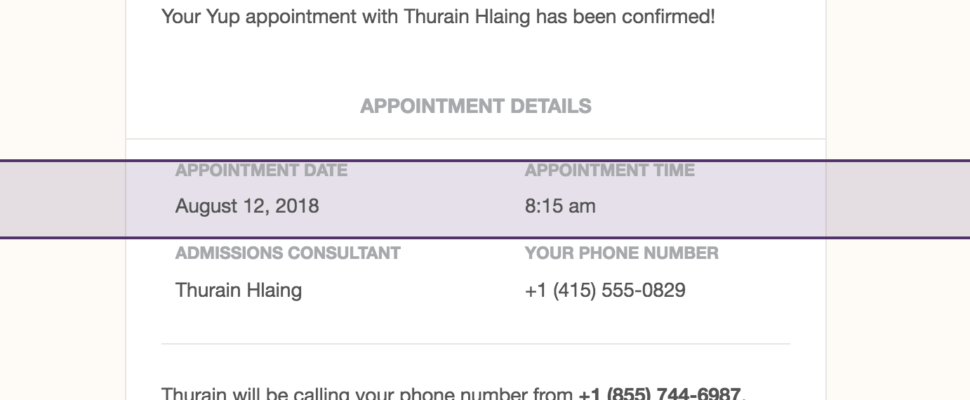 Your Yup appointment with Thurain Hlaing has been confirmed!
APPOINTMENT DETAILS
APPOINTMENT DATE APPOINTMENT TIME
August 12, 2018 8:15 am
ADMISSIONS CONSULTANT YOUR PHONE NUMBER
Thurain Hlaing +1 (415) 555-0829
Thurain will be calling your phone number from +1 (855) 744-6987.